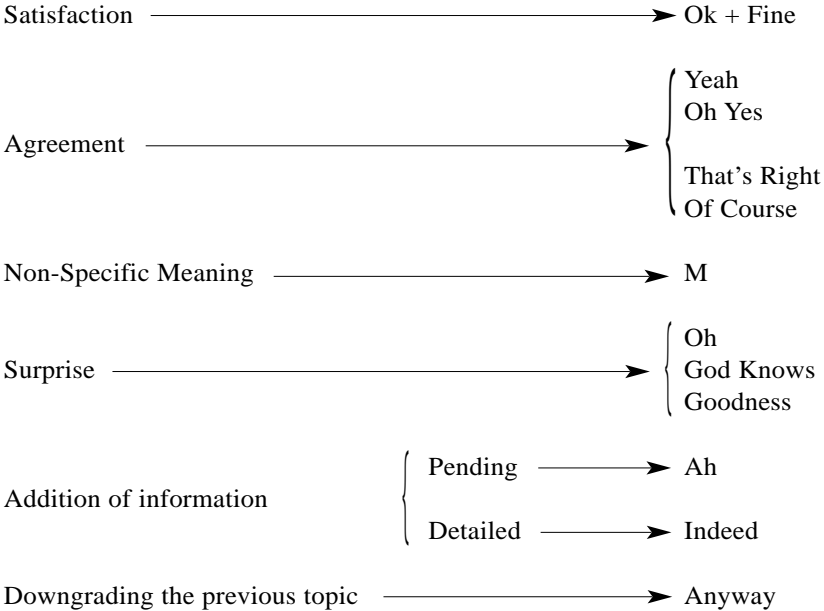 Satisfaction Ok + Fine
Yeah
Oh Yes
Agreement
That's Right
Of Course
Non-Specific Meaning M
Oh
Surprise God Knows
Goodness
Pending Ah
Addition of information
Detailed Indeed
Downgrading the previous topic Anyway